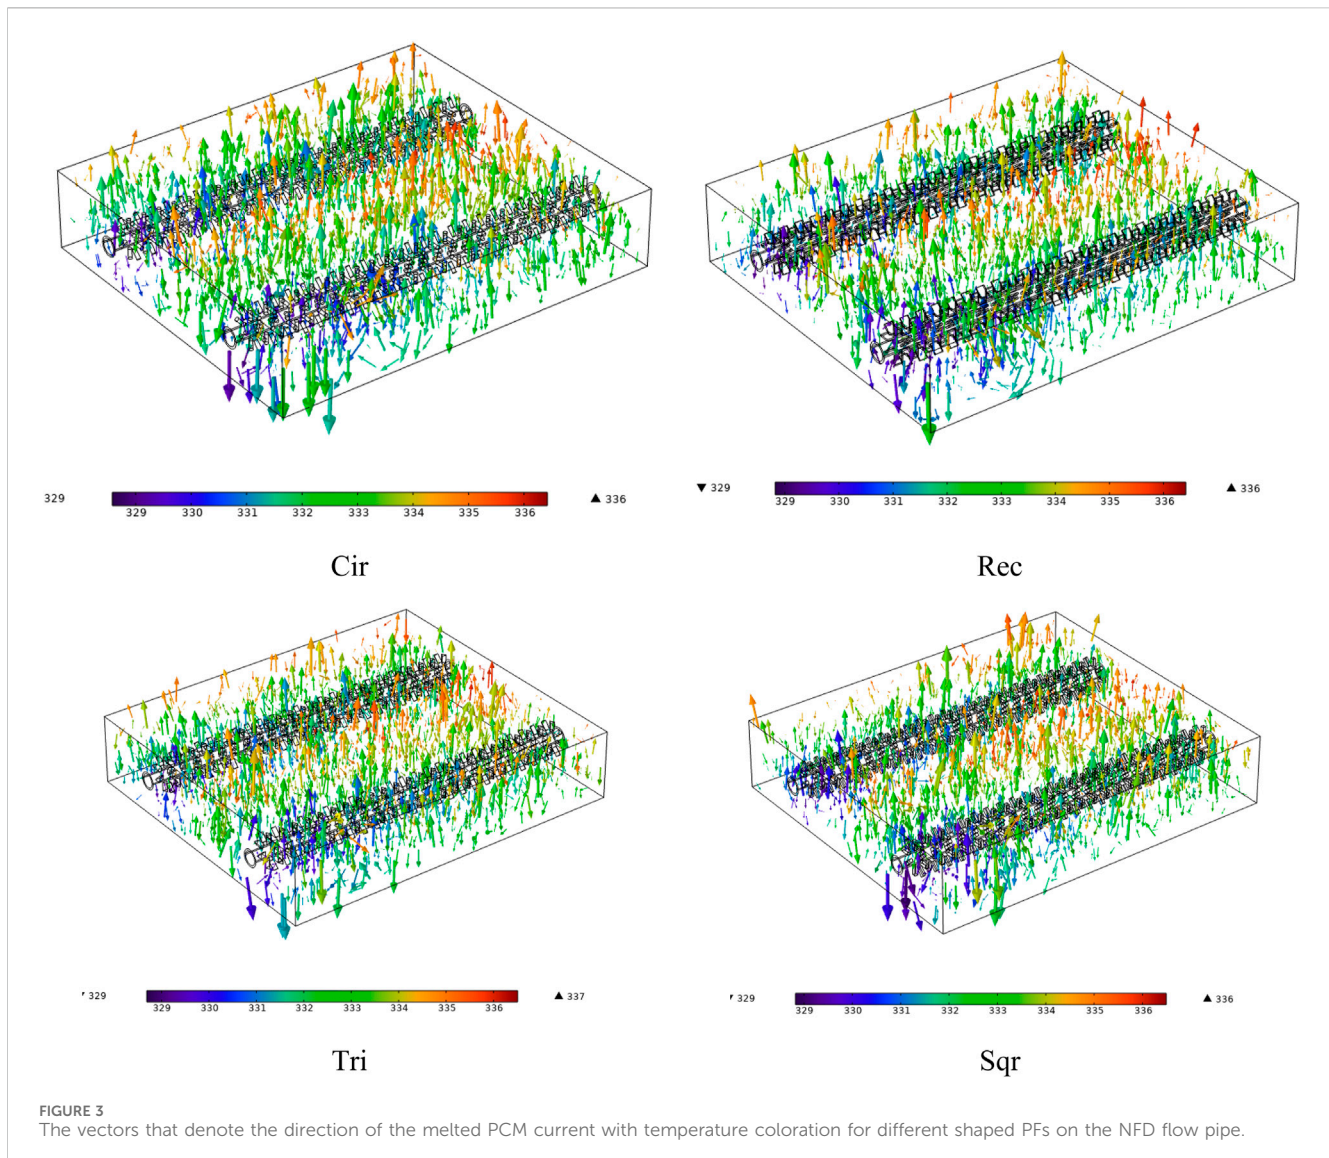 329
▲ 336
329 330 331 332 333 334 335 336
Cir
▼ 329
▲ 336
329 330 331 332 333 334 335 336
Rec
329
▲ 337
329 330 331 332 333 334 335 336
Tri
▼ 329
▲ 336
329 330 331 332 333 334 335 336
Sqr
FIGURE 3
The vectors that denote the direction of the melted PCM current with temperature coloration for different shaped PFs on the NFD flow pipe.